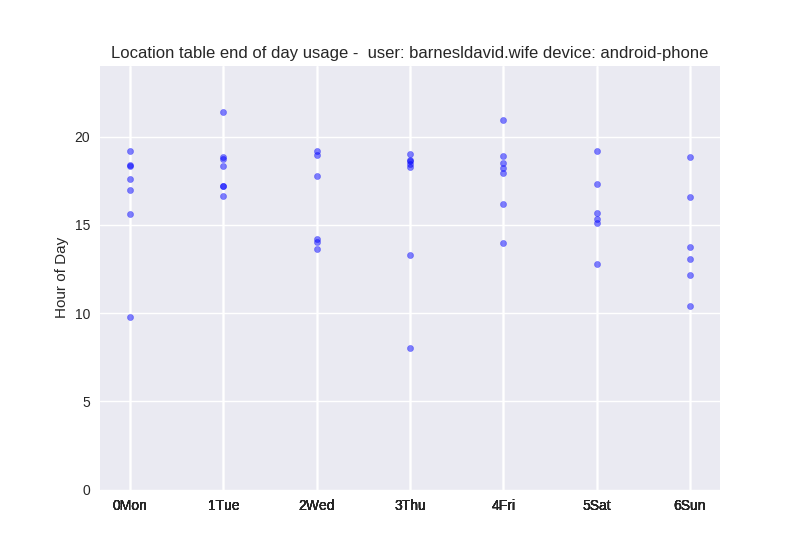 Location table end of day usage -  user: barnesldavid.wife device: android-phone
Hour of Day
20
15
10
5
0
0Mon 1Tue 2Wed 3Thu 4Fri 5Sat 6Sun